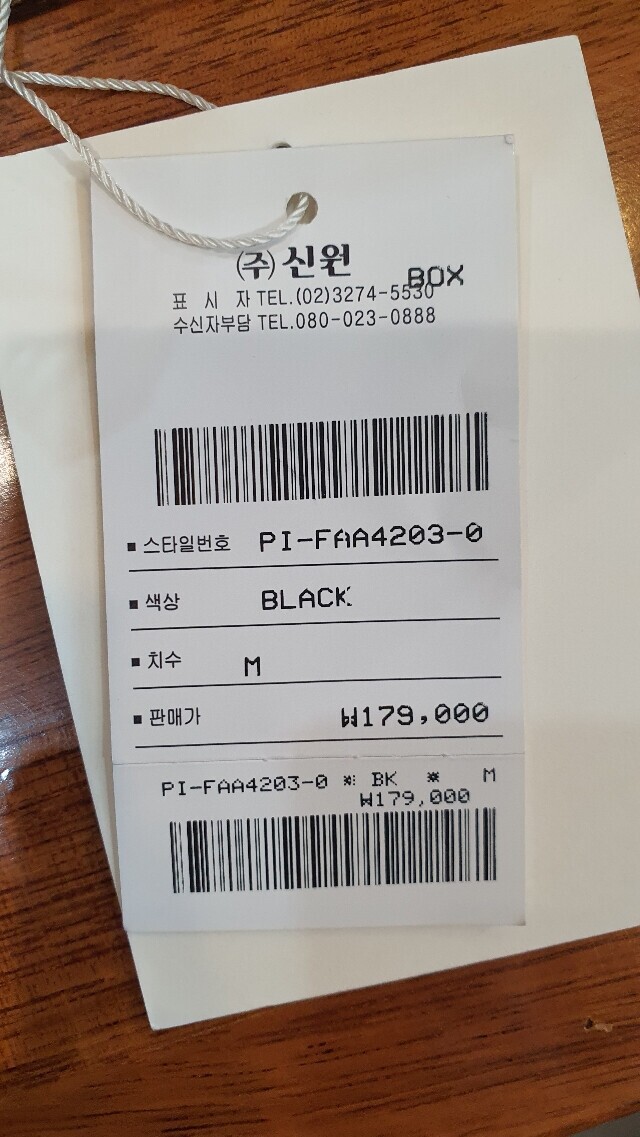 (주)신원
BOX
표 시 자 TEL.(02)3274-5530
수신자부담 TEL.080-023-0888
■ 스타일번호 PI-FAA4203-0
■ 색상 BLACK
■ 치수 M
■ 판매가 ₩179,000
PI-FAA4203-0 ※ BK ※ M
₩179,000